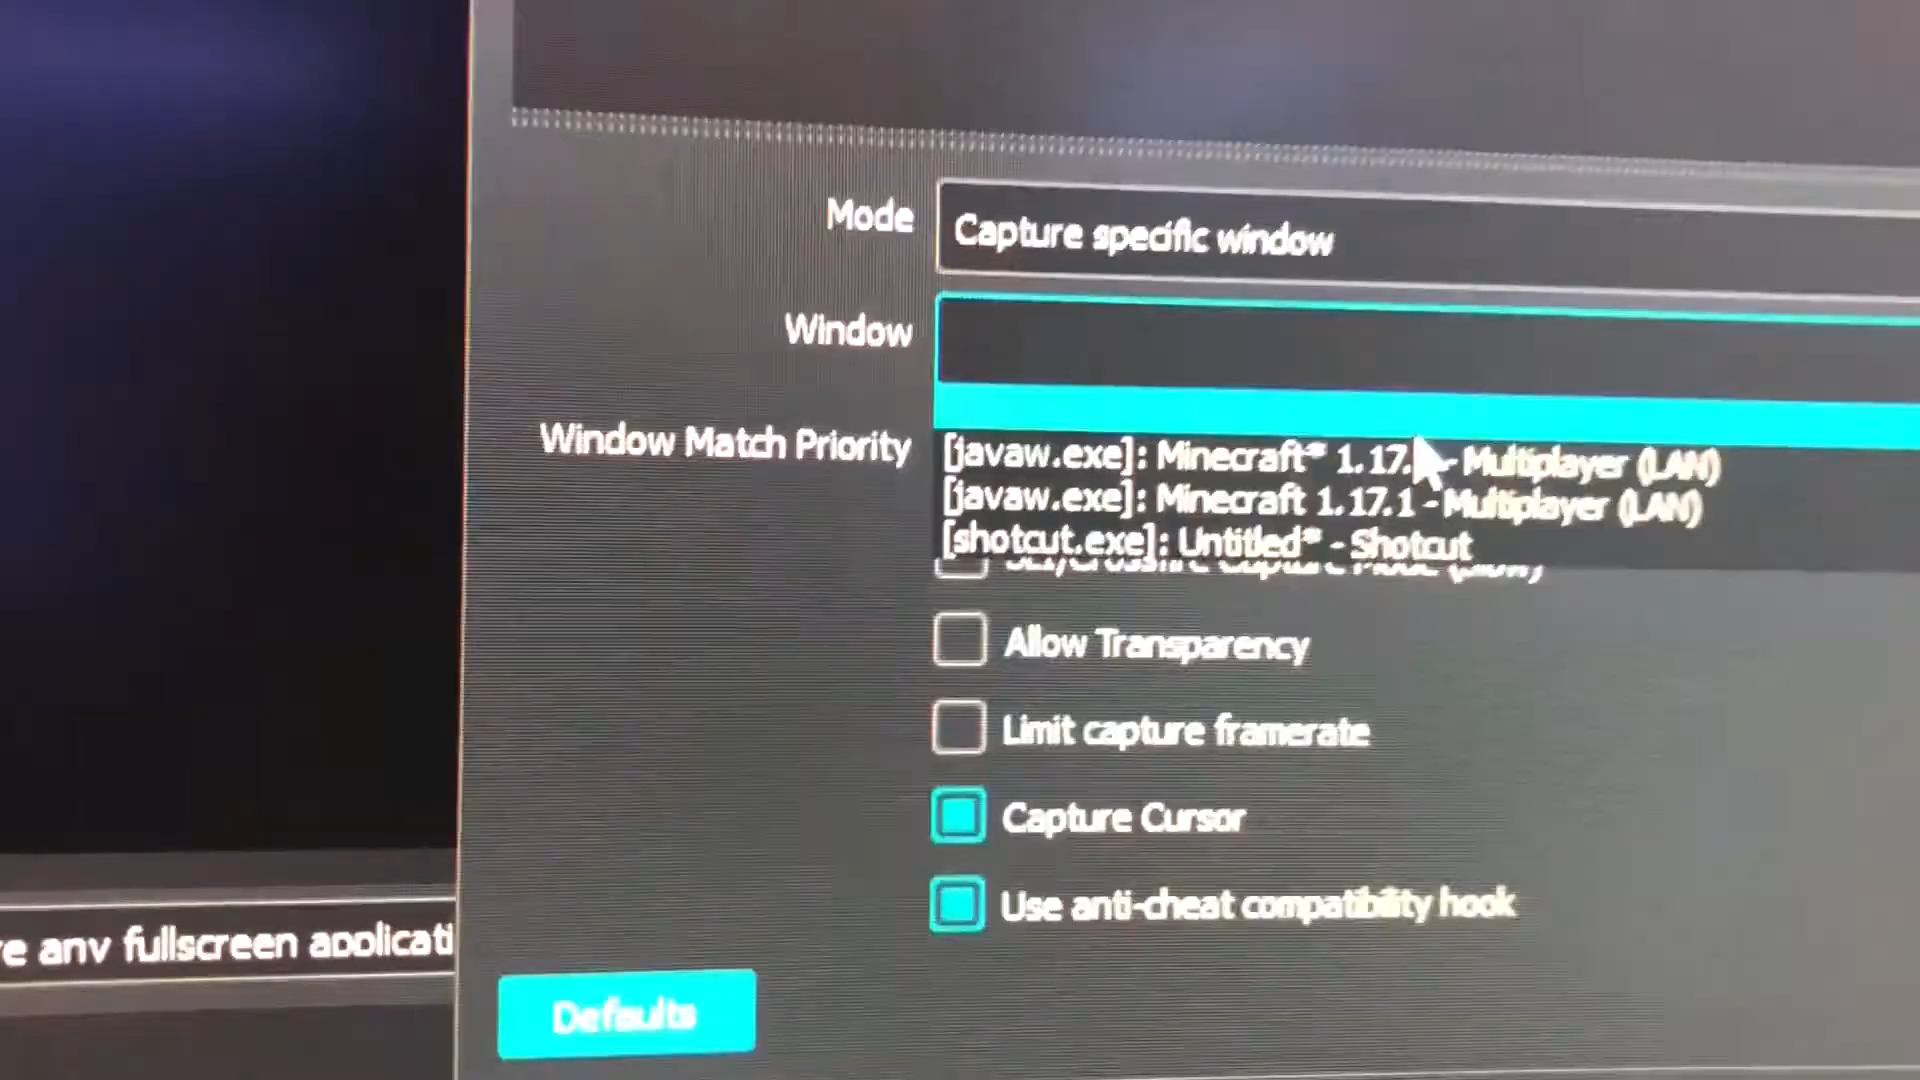 Mode
Capture specific window
Window
Window Match Priority
[javaw.exe]: Minecraft* 1.17. - Multiplayer (LAN)
[javaw.exe]: Minecraft 1.17.1 - Multiplayer (LAN)
[shotcut.exe]: Untitled* - Shotcut
Allow Transparency
Limit capture framerate
Capture Cursor
Use anti-cheat compatibility hook
re any fullscreen applicati
Defaults